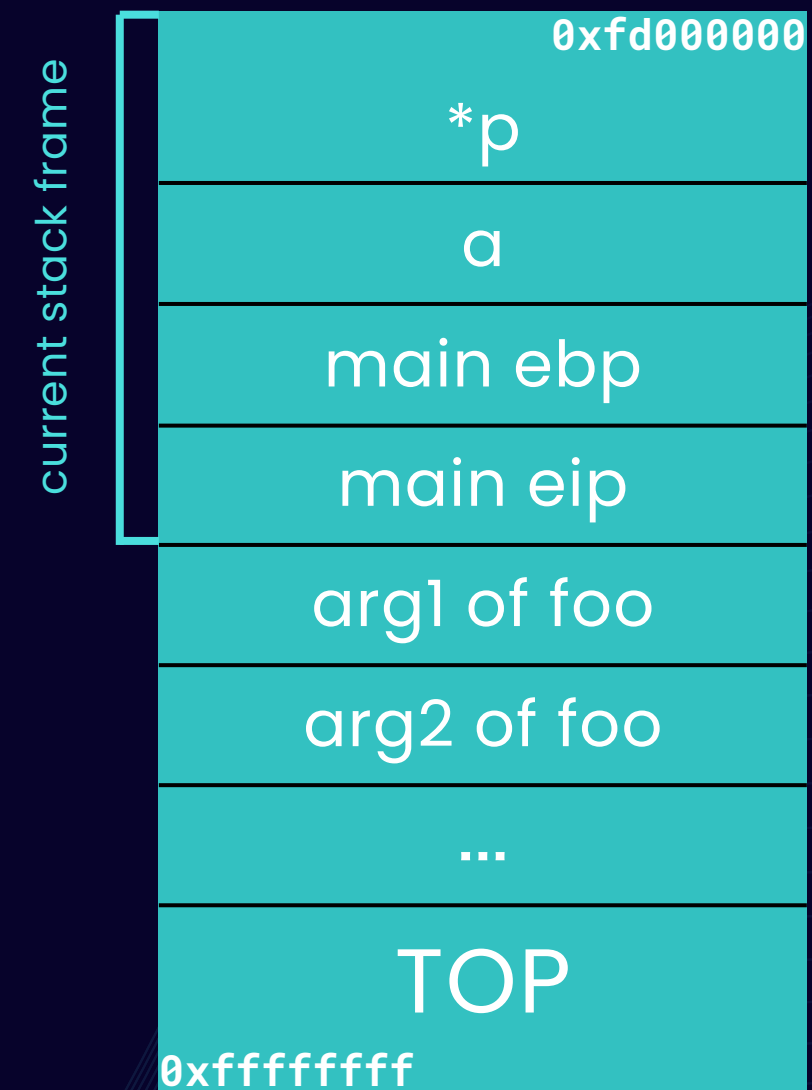 current stack frame
0xfd000000
*p
a
main ebp
main eip
arg1 of foo
arg2 of foo
...
TOP
0xffffffff